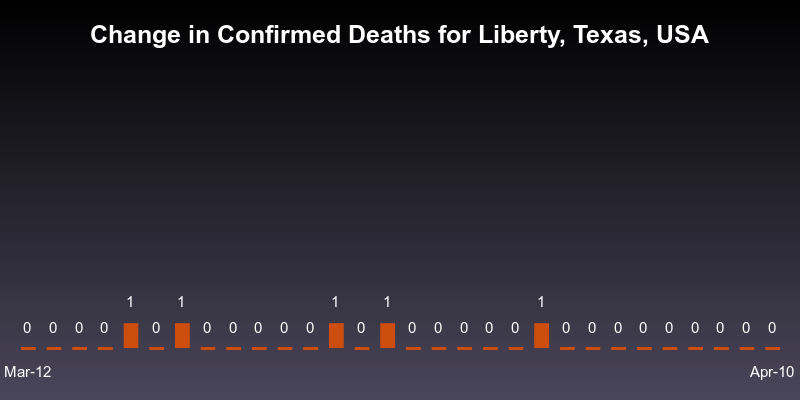 Change in Confirmed Deaths for Liberty, Texas, USA
1 1 1 1 1
0 0 0 0 0 0 0 0 0 0 0 0 0 0 0 0 0 0 0 0 0 0 0 0 0
Mar-12 Apr-10